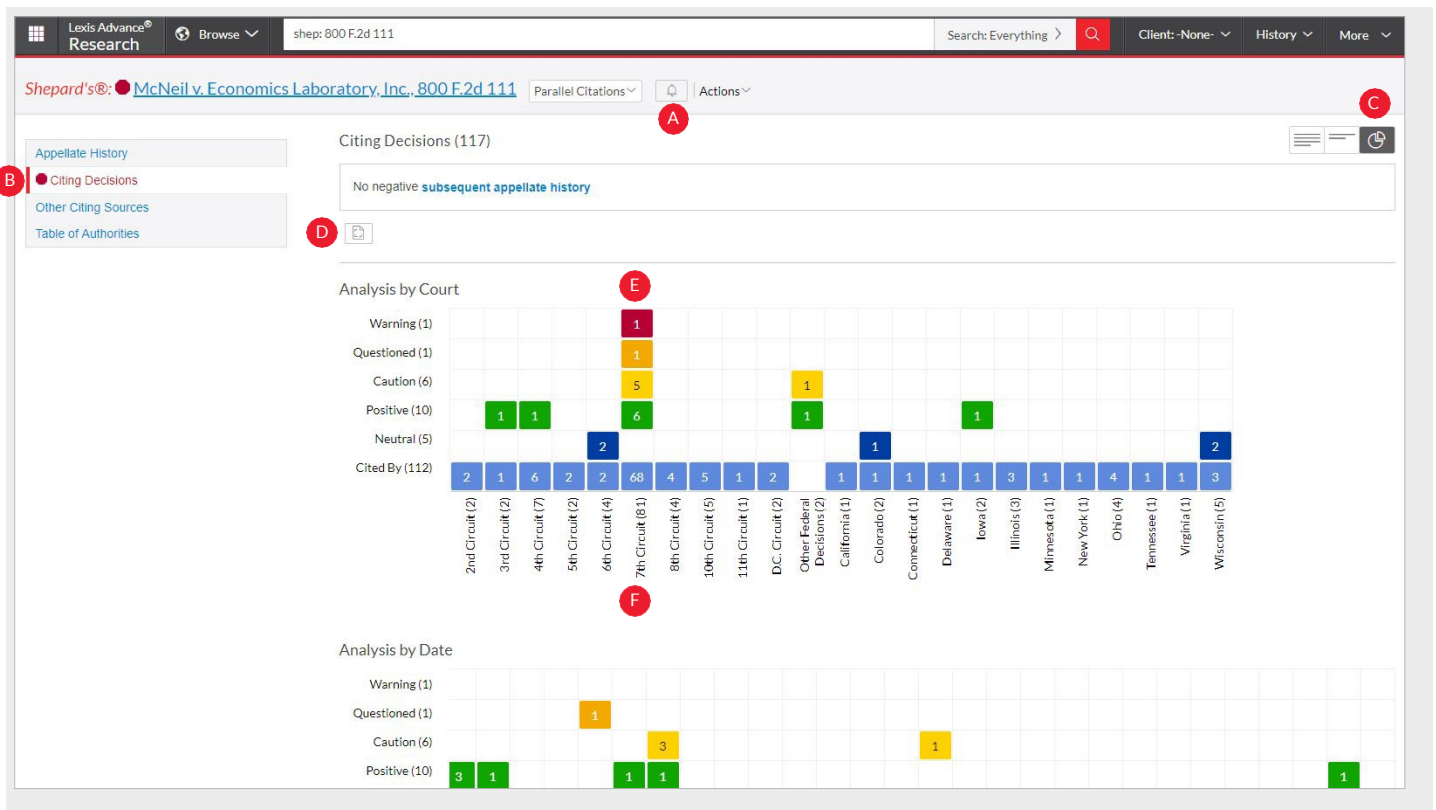 Lexis Advance®
Research
Browse
shep: 800 F.2d 111
Search: Everything
Client: -None-
History
More
Shepard's®: McNeil v. Economics Laboratory, Inc., 800 F.2d 111
Parallel Citations
Actions
A
C
B
Appellate History
Citing Decisions
Other Citing Sources
Table of Authorities
Citing Decisions (117)
No negative subsequent appellate history
D
Analysis by Court
E
Warning (1)
1
Questioned (1)
1
Caution (6)
5 1
Positive (10)
1 1 6 1 1
Neutral (5)
2 1 2
Cited By (112)
2 1 6 2 2 68 4 5 1 2 1 1 1 1 1 3 1 1 4 1 1 3
2nd Circuit (2)
3rd Circuit (2)
4th Circuit (7)
5th Circuit (2)
6th Circuit (4)
7th Circuit (81)
8th Circuit (4)
10th Circuit (5)
11th Circuit (1)
D.C. Circuit (2)
Other Federal
Decisions (2)
California (1)
Colorado (2)
Connecticut (1)
Delaware (1)
Iowa (2)
Illinois (3)
Minnesota (1)
New York (1)
Ohio (4)
Tennessee (1)
Virginia (1)
Wisconsin (5)
F
Analysis by Date
Warning (1)
Questioned (1)
1
Caution (6)
3 1
Positive (10)
3 1 1 1 1